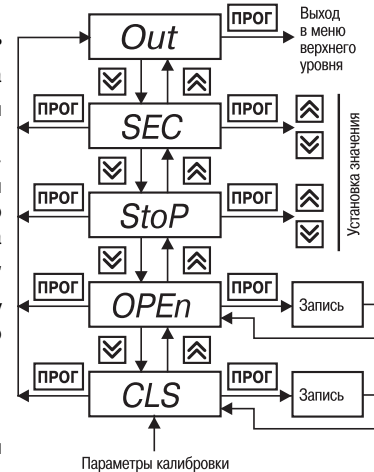 ПРОГ
Выход
в меню
верхнего
уровня
Out
ПРОГ
SEC
ПРОГ
Установка значения
ПРОГ
StoP
ПРОГ
ПРОГ
OPEn
ПРОГ
Запись
ПРОГ
CLS
ПРОГ
Запись
Параметры калибровки